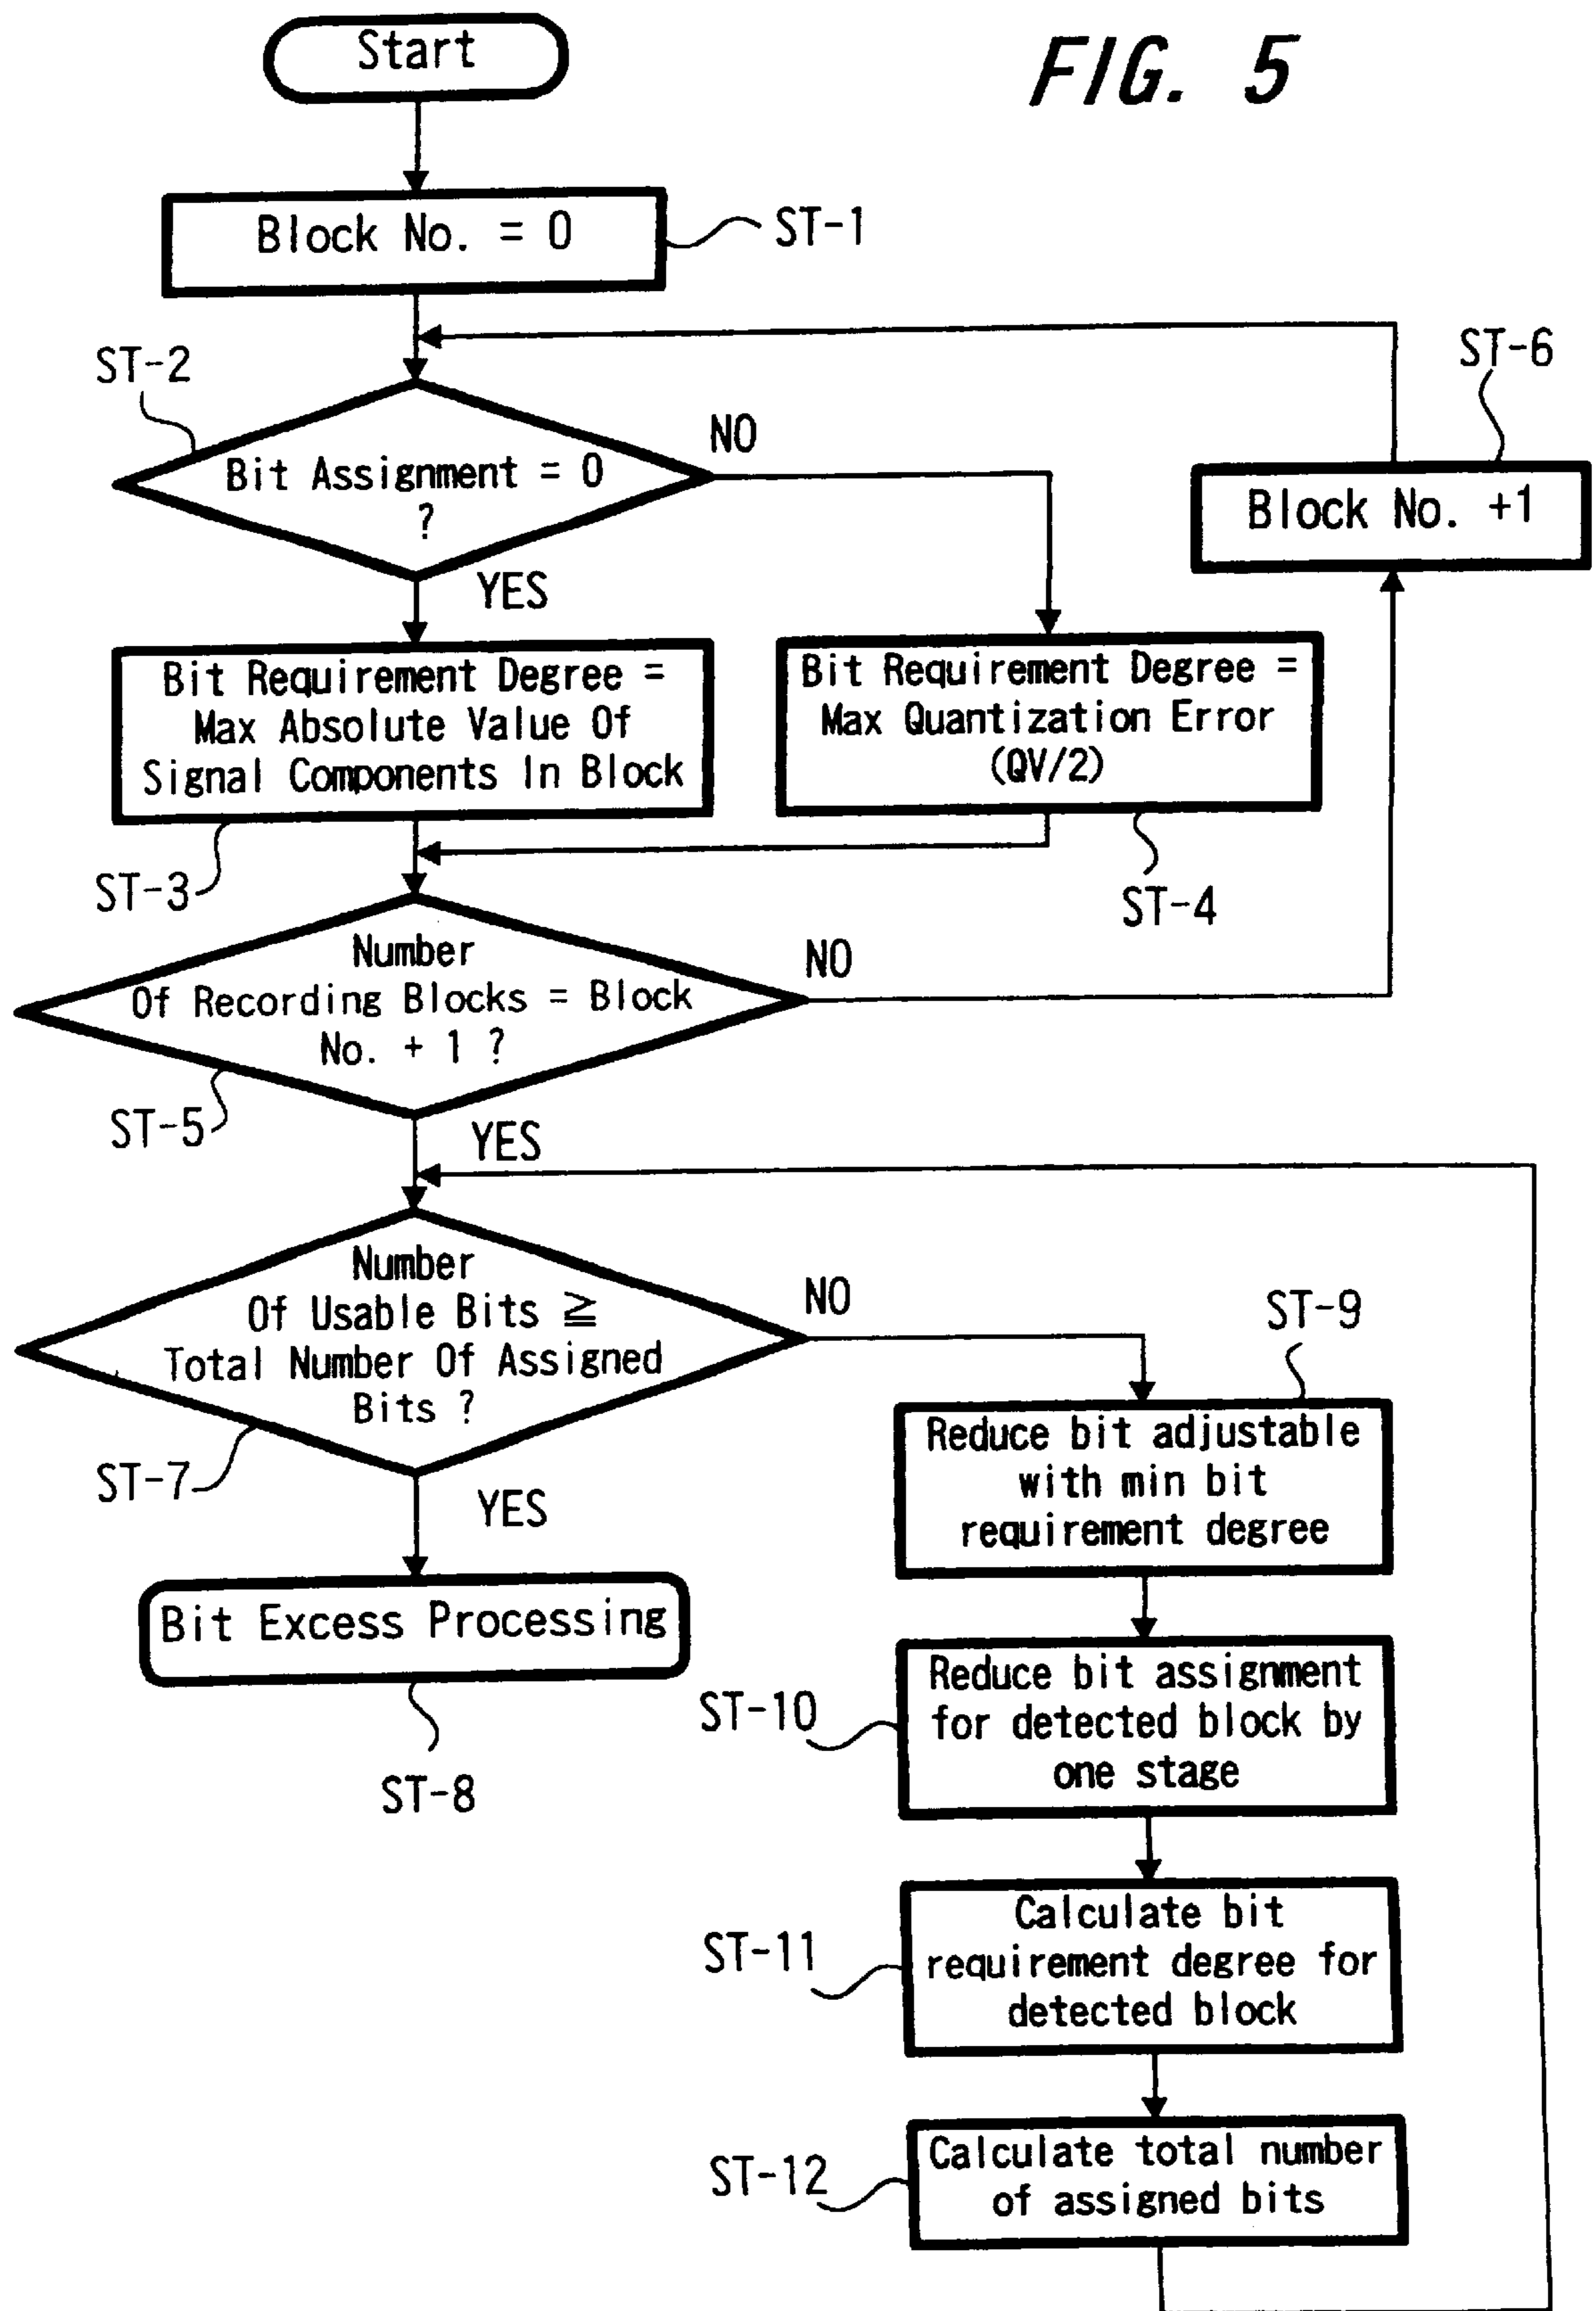 FIG. 5
Start
Block No. = 0
ST-1
ST-2
Bit Assignment = 0
?
NO
YES
ST-6
Block No. +1
Bit Requirement Degree =
Max Absolute Value Of
Signal Components In Block
ST-3
Bit Requirement Degree =
Max Quantization Error
(QV/2)
ST-4
Number
Of Recording Blocks = Block
No. + 1 ?
NO
ST-5
YES
Number
Of Usable Bits ≧
Total Number Of Assigned
Bits ?
NO
ST-7
YES
Bit Excess Processing
ST-8
ST-9
Reduce bit adjustable
with min bit
requirement degree
ST-10
Reduce bit assignment
for detected block by
one stage
ST-11
Calculate bit
requirement degree for
detected block
ST-12
Calculate total number
of assigned bits